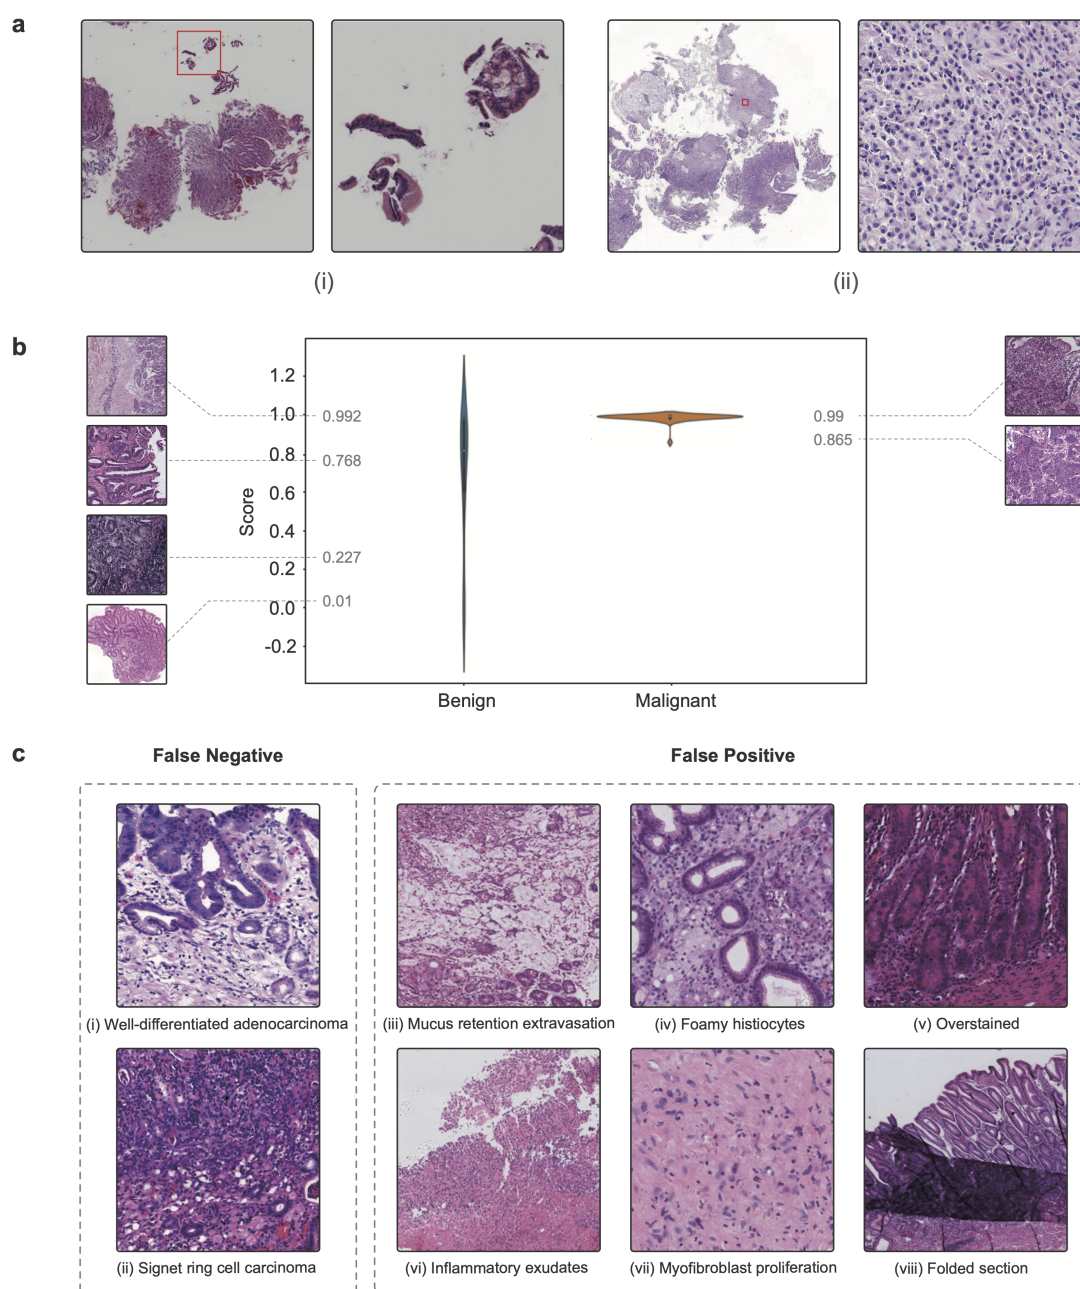 a
(i)
(ii)
b
1.2
1.0
0.8
0.6
0.4
0.2
0.0
-0.2
Score
0.992
0.768
0.227
0.01
0.99
0.865
Benign
Malignant
c
False Negative
False Positive
(i) Well-differentiated adenocarcinoma
(iii) Mucus retention extravasation
(iv) Foamy histiocytes
(v) Overstained
(ii) Signet ring cell carcinoma
(vi) Inflammatory exudates
(vii) Myofibroblast proliferation
(viii) Folded section